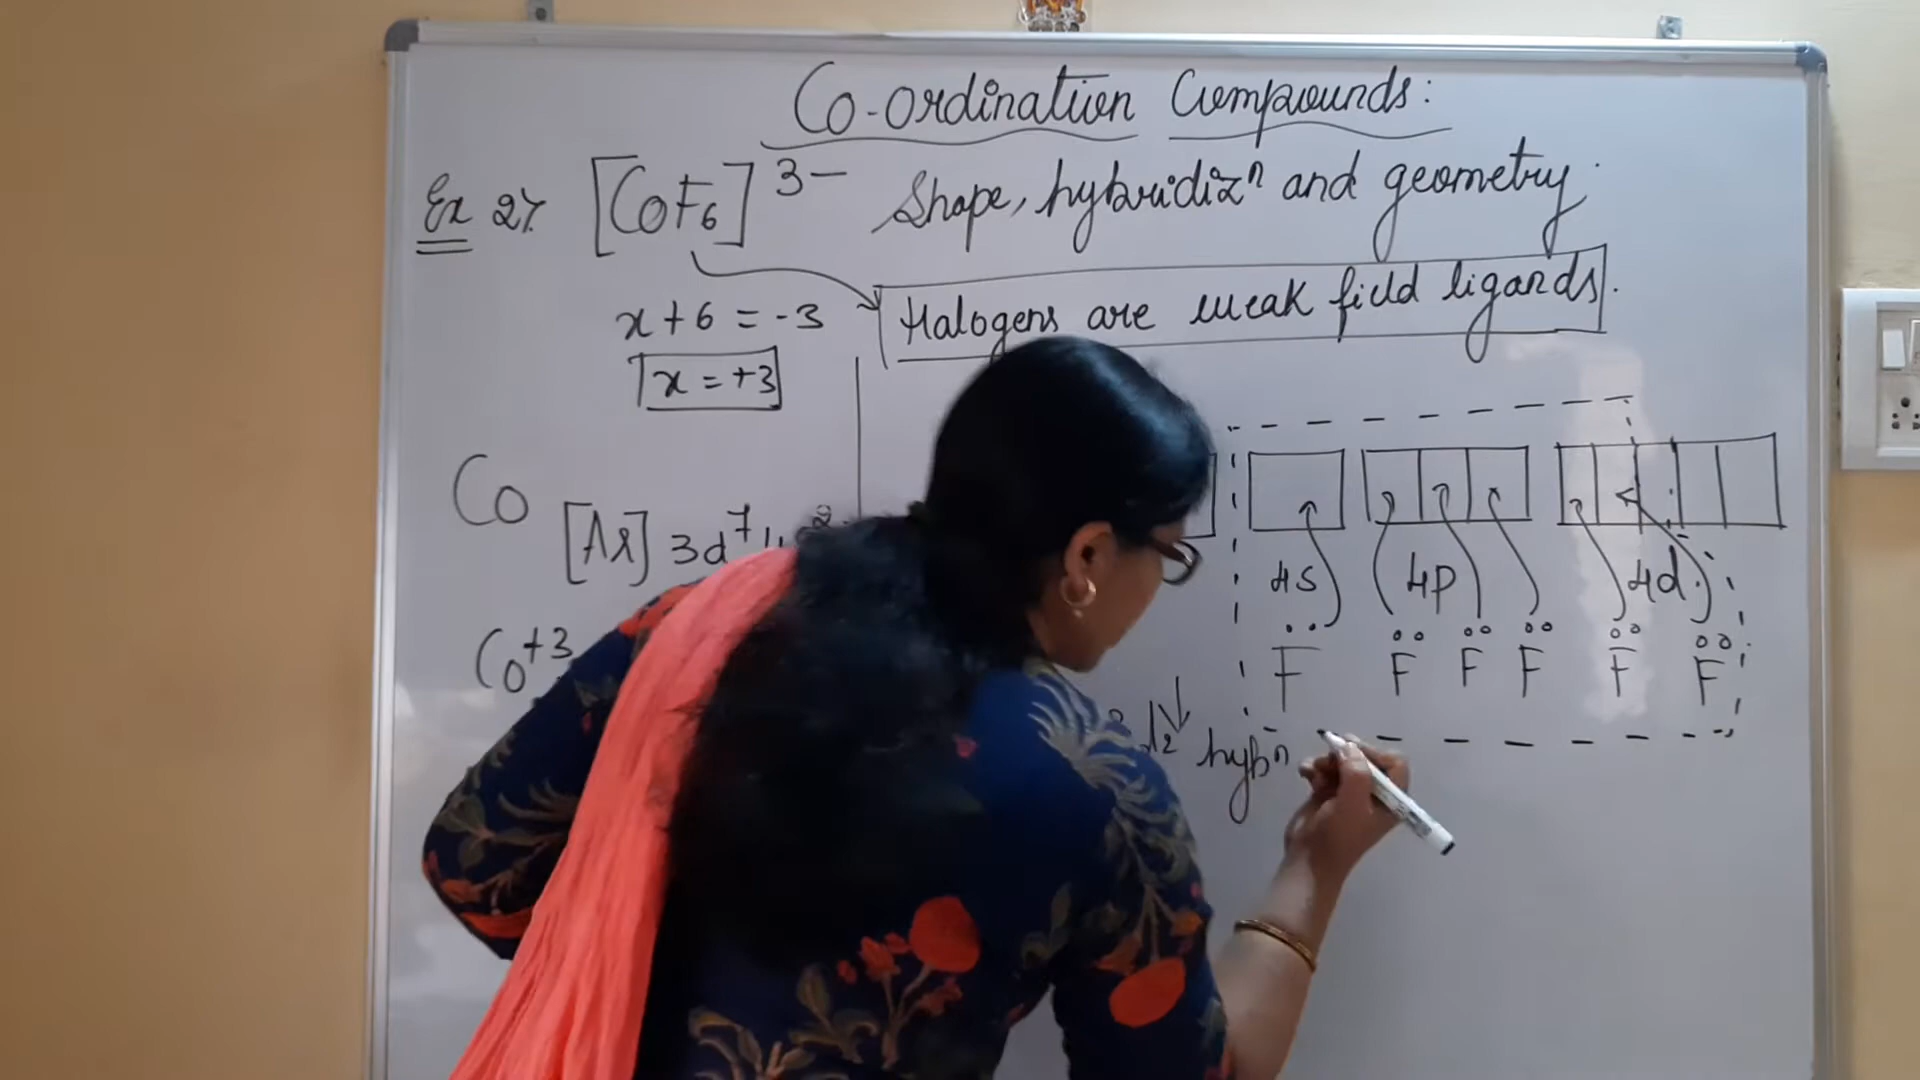 Co-ordination Compounds:
Ex 2. [CoF6]3- Shape, hybridizn and geometry.
Halogens are weak field ligands.
x + 6 = -3
x = +3
Co
[Ar] 3d7
Co+3
4s 4p 4d
F F F F F F
hybn